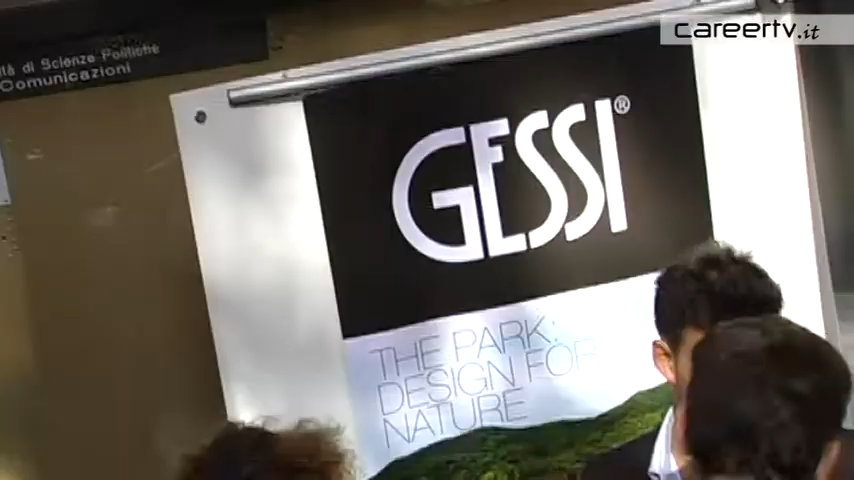 careertv.it
tà di Scienze Politiche
Comunicazioni
GESSI®
THE PARK:
DESIGN FOR
NATURE